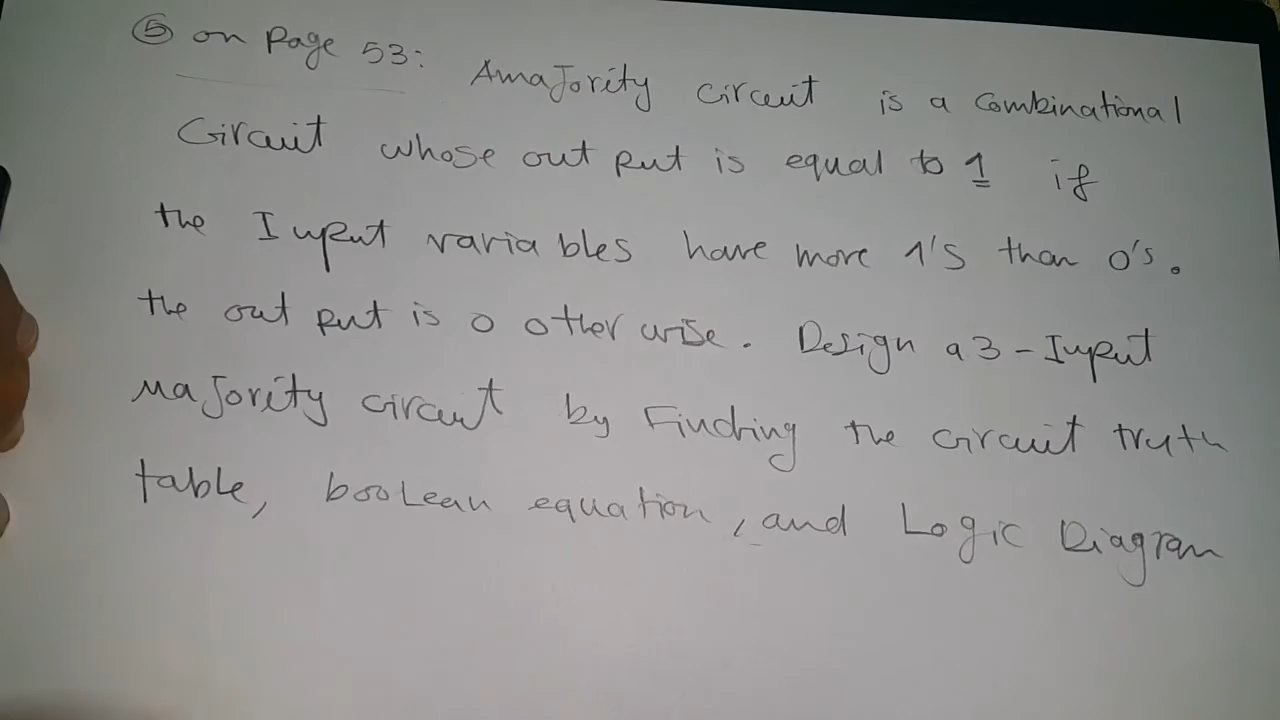 ⑤ on Page 53: A majority circuit is a Combinational
Circuit whose out put is equal to 1 if
the Input variables have more 1's than 0's.
the out put is 0 other wise. Design a 3-Input
Majority circuit by Finding the circuit truth
table, boolean equation, and Logic Diagram